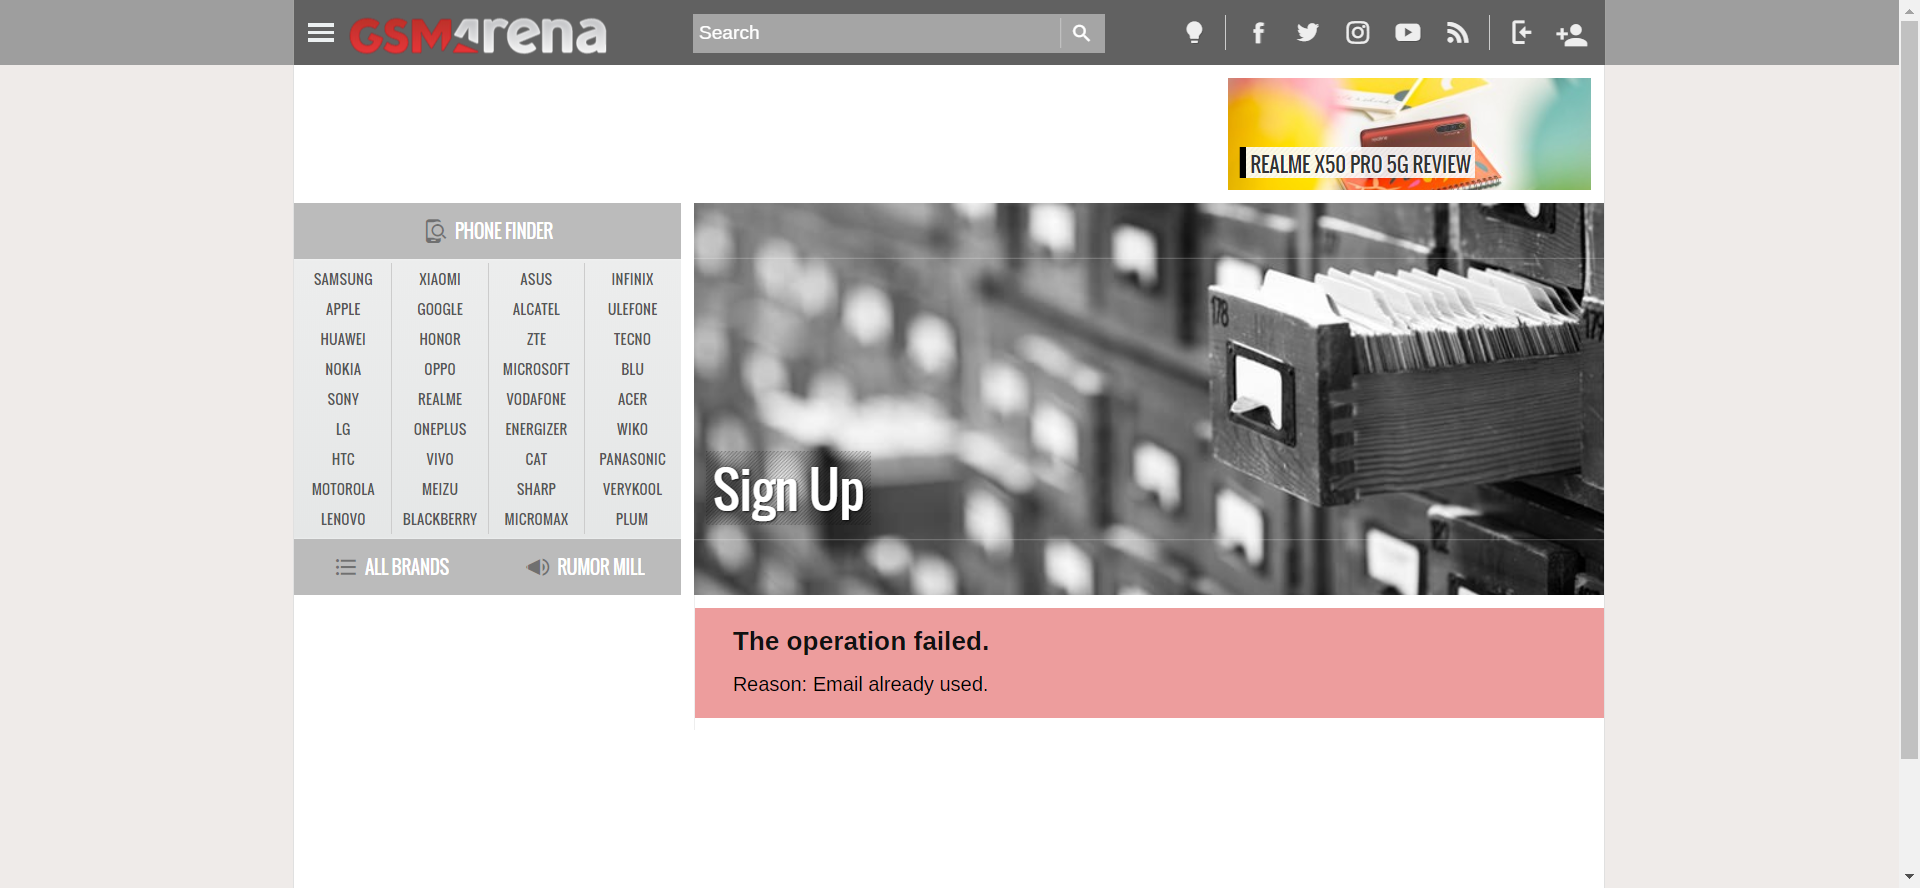 GSMArena
Search
REALME X50 PRO 5G REVIEW
PHONE FINDER
SAMSUNG XIAOMI ASUS INFINIX
APPLE GOOGLE ALCATEL ULEFONE
HUAWEI HONOR ZTE TECNO
NOKIA OPPO MICROSOFT BLU
SONY REALME VODAFONE ACER
LG ONEPLUS ENERGIZER WIKO
HTC VIVO CAT PANASONIC
MOTOROLA MEIZU SHARP VERYKOOL
LENOVO BLACKBERRY MICROMAX PLUM
ALL BRANDS RUMOR MILL
178
Sign Up
The operation failed.
Reason: Email already used.